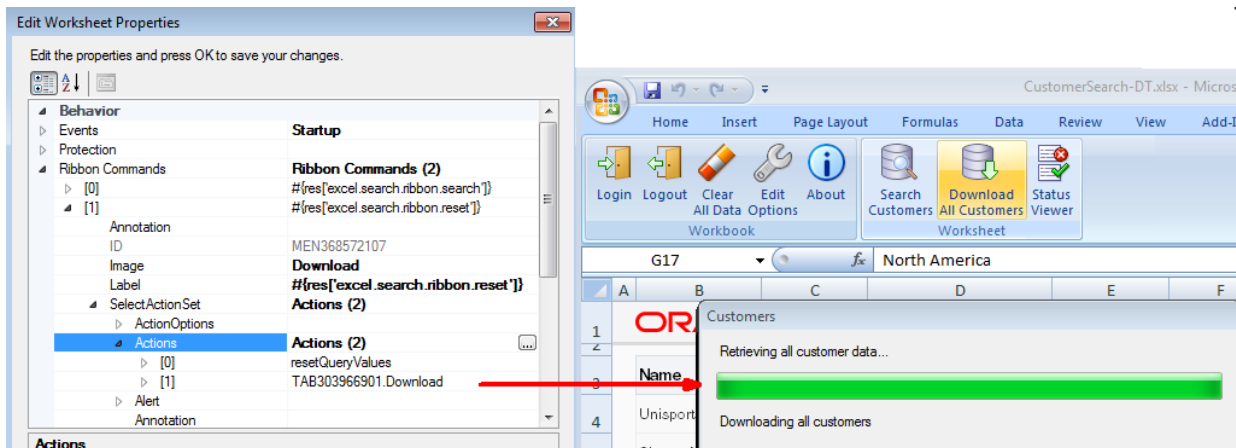 Edit Worksheet Properties
Edit the properties and press OK to save your changes.
Behavior
Events Startup
Protection
Ribbon Commands Ribbon Commands (2)
[0] #{res['excel.search.ribbon.search']}
[1] #{res['excel.search.ribbon.reset']}
Annotation
ID MEN368572107
Image Download
Label #{res['excel.search.ribbon.reset']}
SelectActionSet Actions (2)
ActionOptions
Actions Actions (2) ...
[0] resetQueryValues
[1] TAB303966901.Download
Alert
Annotation
Actions
CustomerSearch-DT.xlsx - Micros
Home Insert Page Layout Formulas Data Review View Add-I
Login Logout Clear All Data Edit Options About
Workbook
Search Customers Download All Customers Status Viewer
Worksheet
G17 fx North America
A B C D E F
1 ORA
2
3 Name
4 Unisport
Customers
Retrieving all customer data...
Downloading all customers